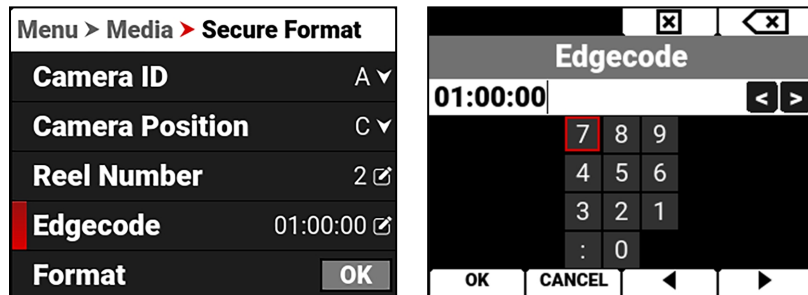 Menu > Media > Secure Format
Camera ID A
Camera Position C
Reel Number 2
Edgecode 01:00:00
Format OK
Edgecode
01:00:00 < >
7 8 9
4 5 6
3 2 1
: 0
OK CANCEL